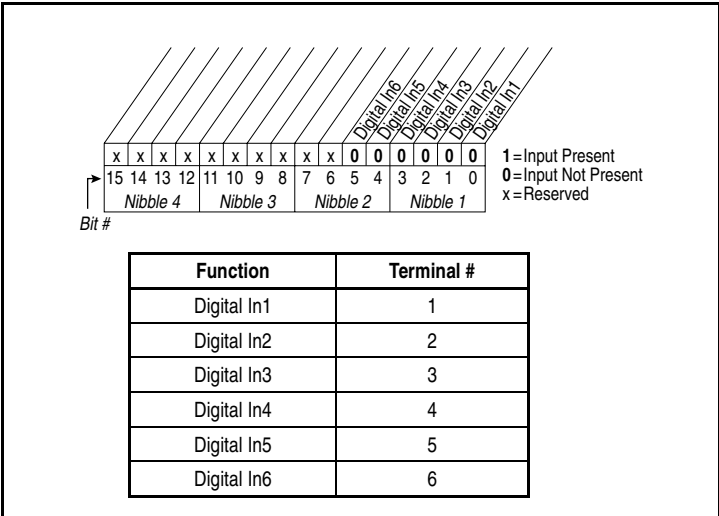 Digital In6
Digital In5
Digital In4
Digital In3
Digital In2
Digital In1
x x x x x x x x x x 0 0 0 0 0 0
1=Input Present
0=Input Not Present
x=Reserved
15 14 13 12 11 10 9 8 7 6 5 4 3 2 1 0
Nibble 4 Nibble 3 Nibble 2 Nibble 1
Bit #
Function Terminal #
Digital In1 1
Digital In2 2
Digital In3 3
Digital In4 4
Digital In5 5
Digital In6 6